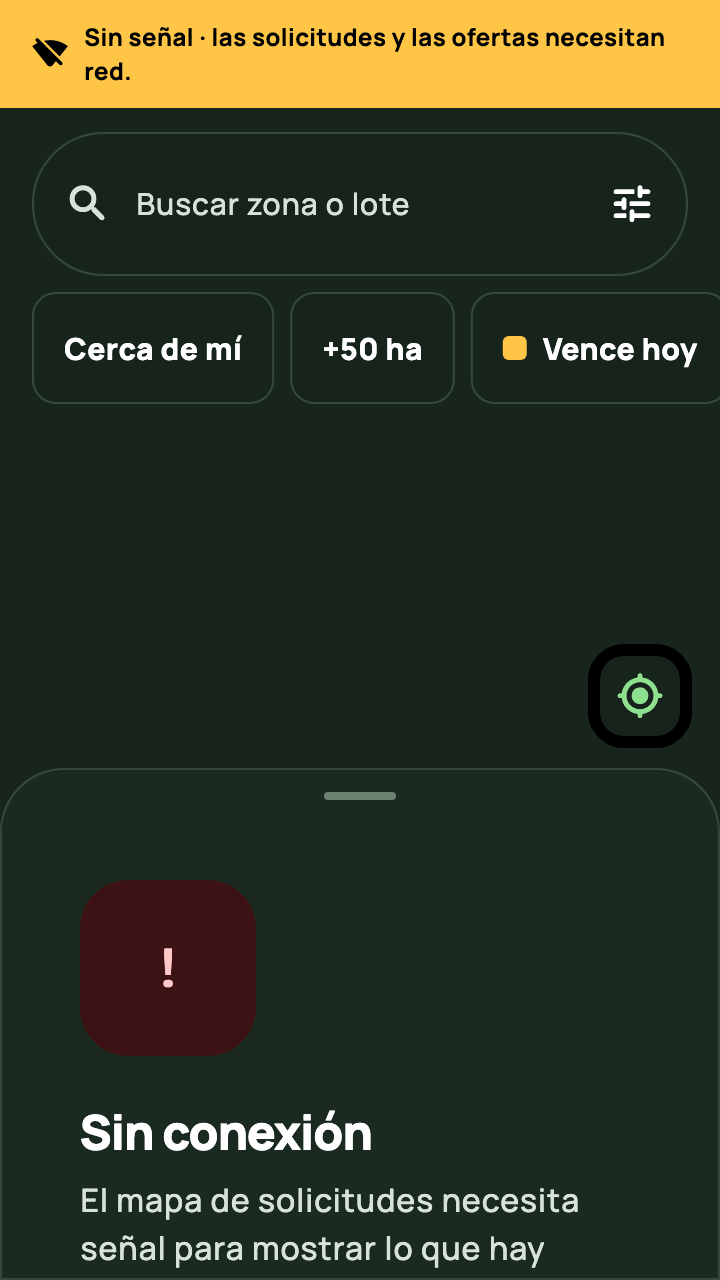 Sin señal · las solicitudes y las ofertas necesitan
red.
Buscar zona o lote
Cerca de mí
+50 ha
Vence hoy
!
Sin conexión
El mapa de solicitudes necesita
señal para mostrar lo que hay